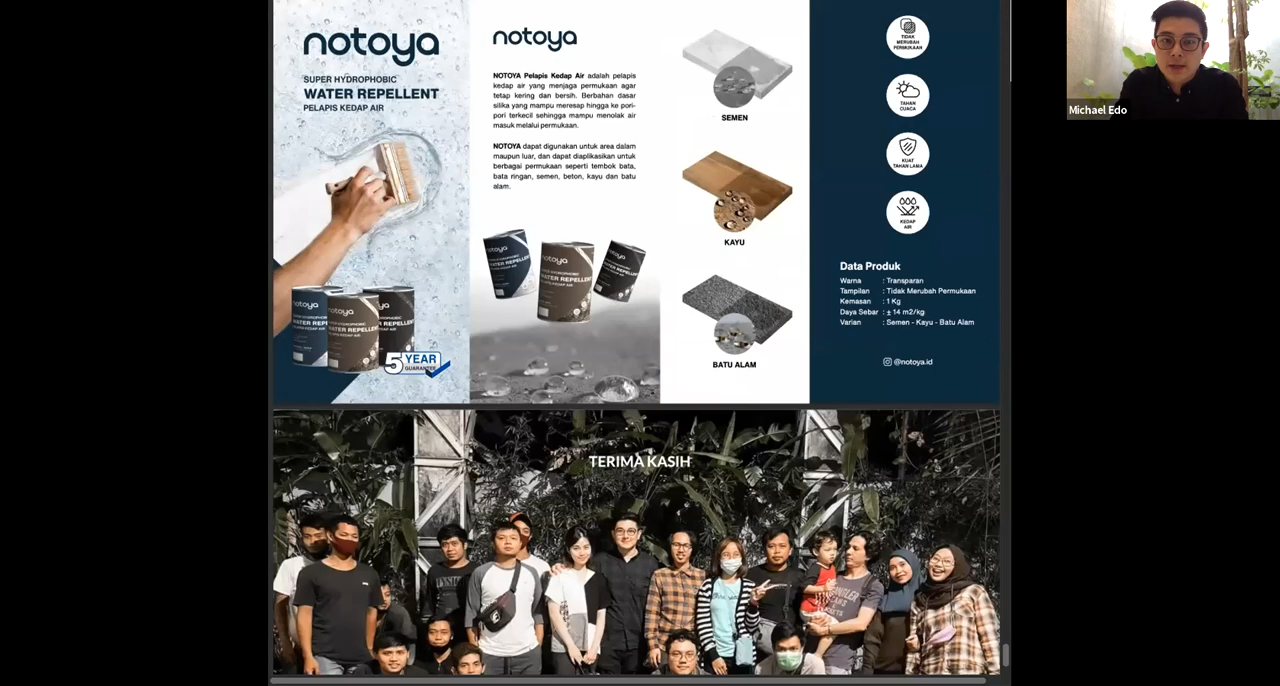 notoya
SUPER HYDROPHOBIC
WATER REPELLENT
PELAPIS KEDAP AIR
5 YEAR
GUARANTEE
notoya
NOTOYA Pelapis Kedap Air adalah pelapis
kedap air yang menjaga permukaan agar
tetap kering dan bersih. Berbahan dasar
silika yang mampu meresap hingga ke pori-
pori terkecil sehingga mampu menolak air
masuk melalui permukaan.
NOTOYA dapat digunakan untuk area dalam
maupun luar, dan dapat diaplikasikan untuk
berbagai permukaan seperti tembok bata,
bata ringan, semen, beton, kayu dan batu
alam.
notoya
WATER REPELLENT
SEMEN
KAYU
BATU ALAM
TIDAK
MERUBAH
PERMUKAAN
TAHAN
CUACA
KUAT
TAHAN LAMA
KEDAP
AIR
Data Produk
Warna : Transparan
Tampilan : Tidak Merubah Permukaan
Kemasan : 1 Kg
Daya Sebar : ± 14 m2/kg
Varian : Semen - Kayu - Batu Alam
@notoya.id
Michael Edo
TERIMA KASIH